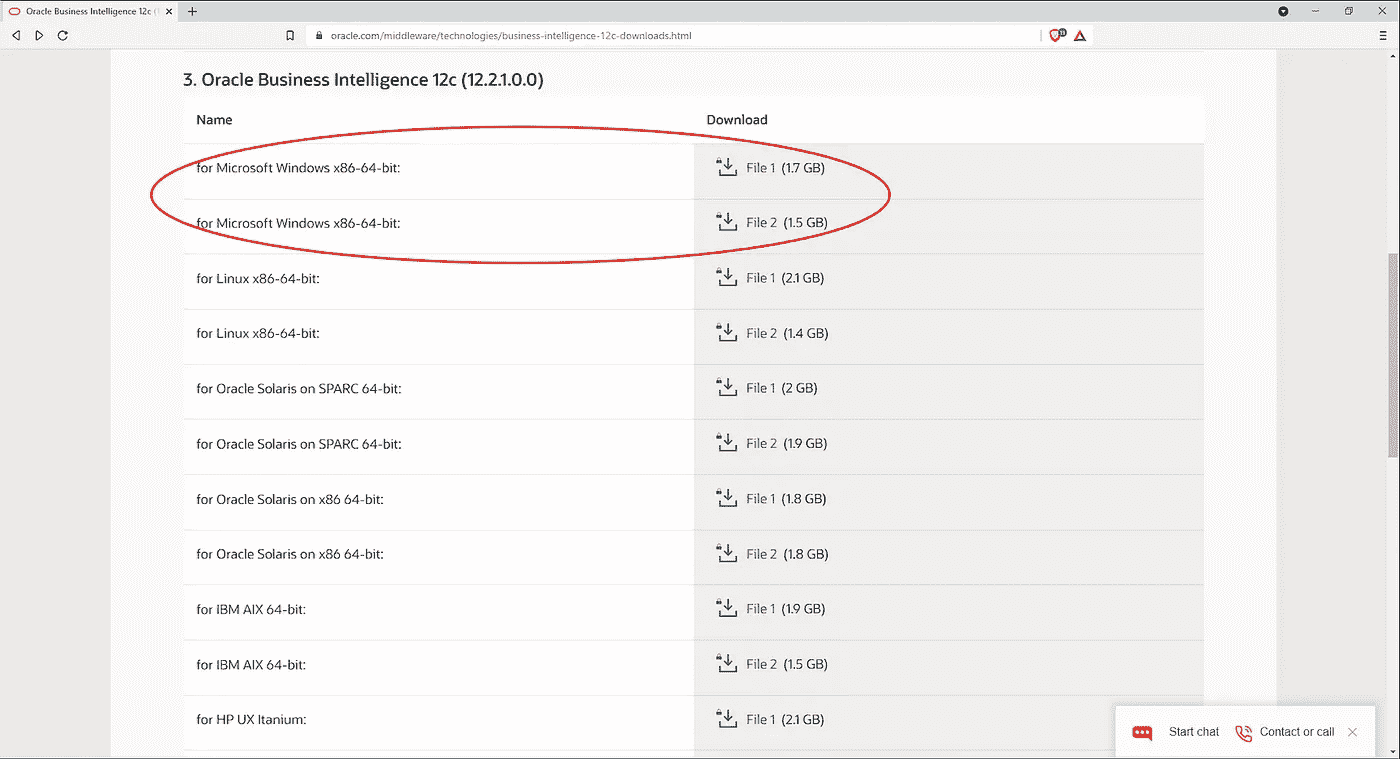 Oracle Business Intelligence 12c (
oracle.com/middleware/technologies/business-intelligence-12c-downloads.html
3. Oracle Business Intelligence 12c (12.2.1.0.0)
Name Download
for Microsoft Windows x86-64-bit: File 1 (1.7 GB)
for Microsoft Windows x86-64-bit: File 2 (1.5 GB)
for Linux x86-64-bit: File 1 (2.1 GB)
for Linux x86-64-bit: File 2 (1.4 GB)
for Oracle Solaris on SPARC 64-bit: File 1 (2 GB)
for Oracle Solaris on SPARC 64-bit: File 2 (1.9 GB)
for Oracle Solaris on x86 64-bit: File 1 (1.8 GB)
for Oracle Solaris on x86 64-bit: File 2 (1.8 GB)
for IBM AIX 64-bit: File 1 (1.9 GB)
for IBM AIX 64-bit: File 2 (1.5 GB)
for HP UX Itanium: File 1 (2.1 GB)
Start chat Contact or call